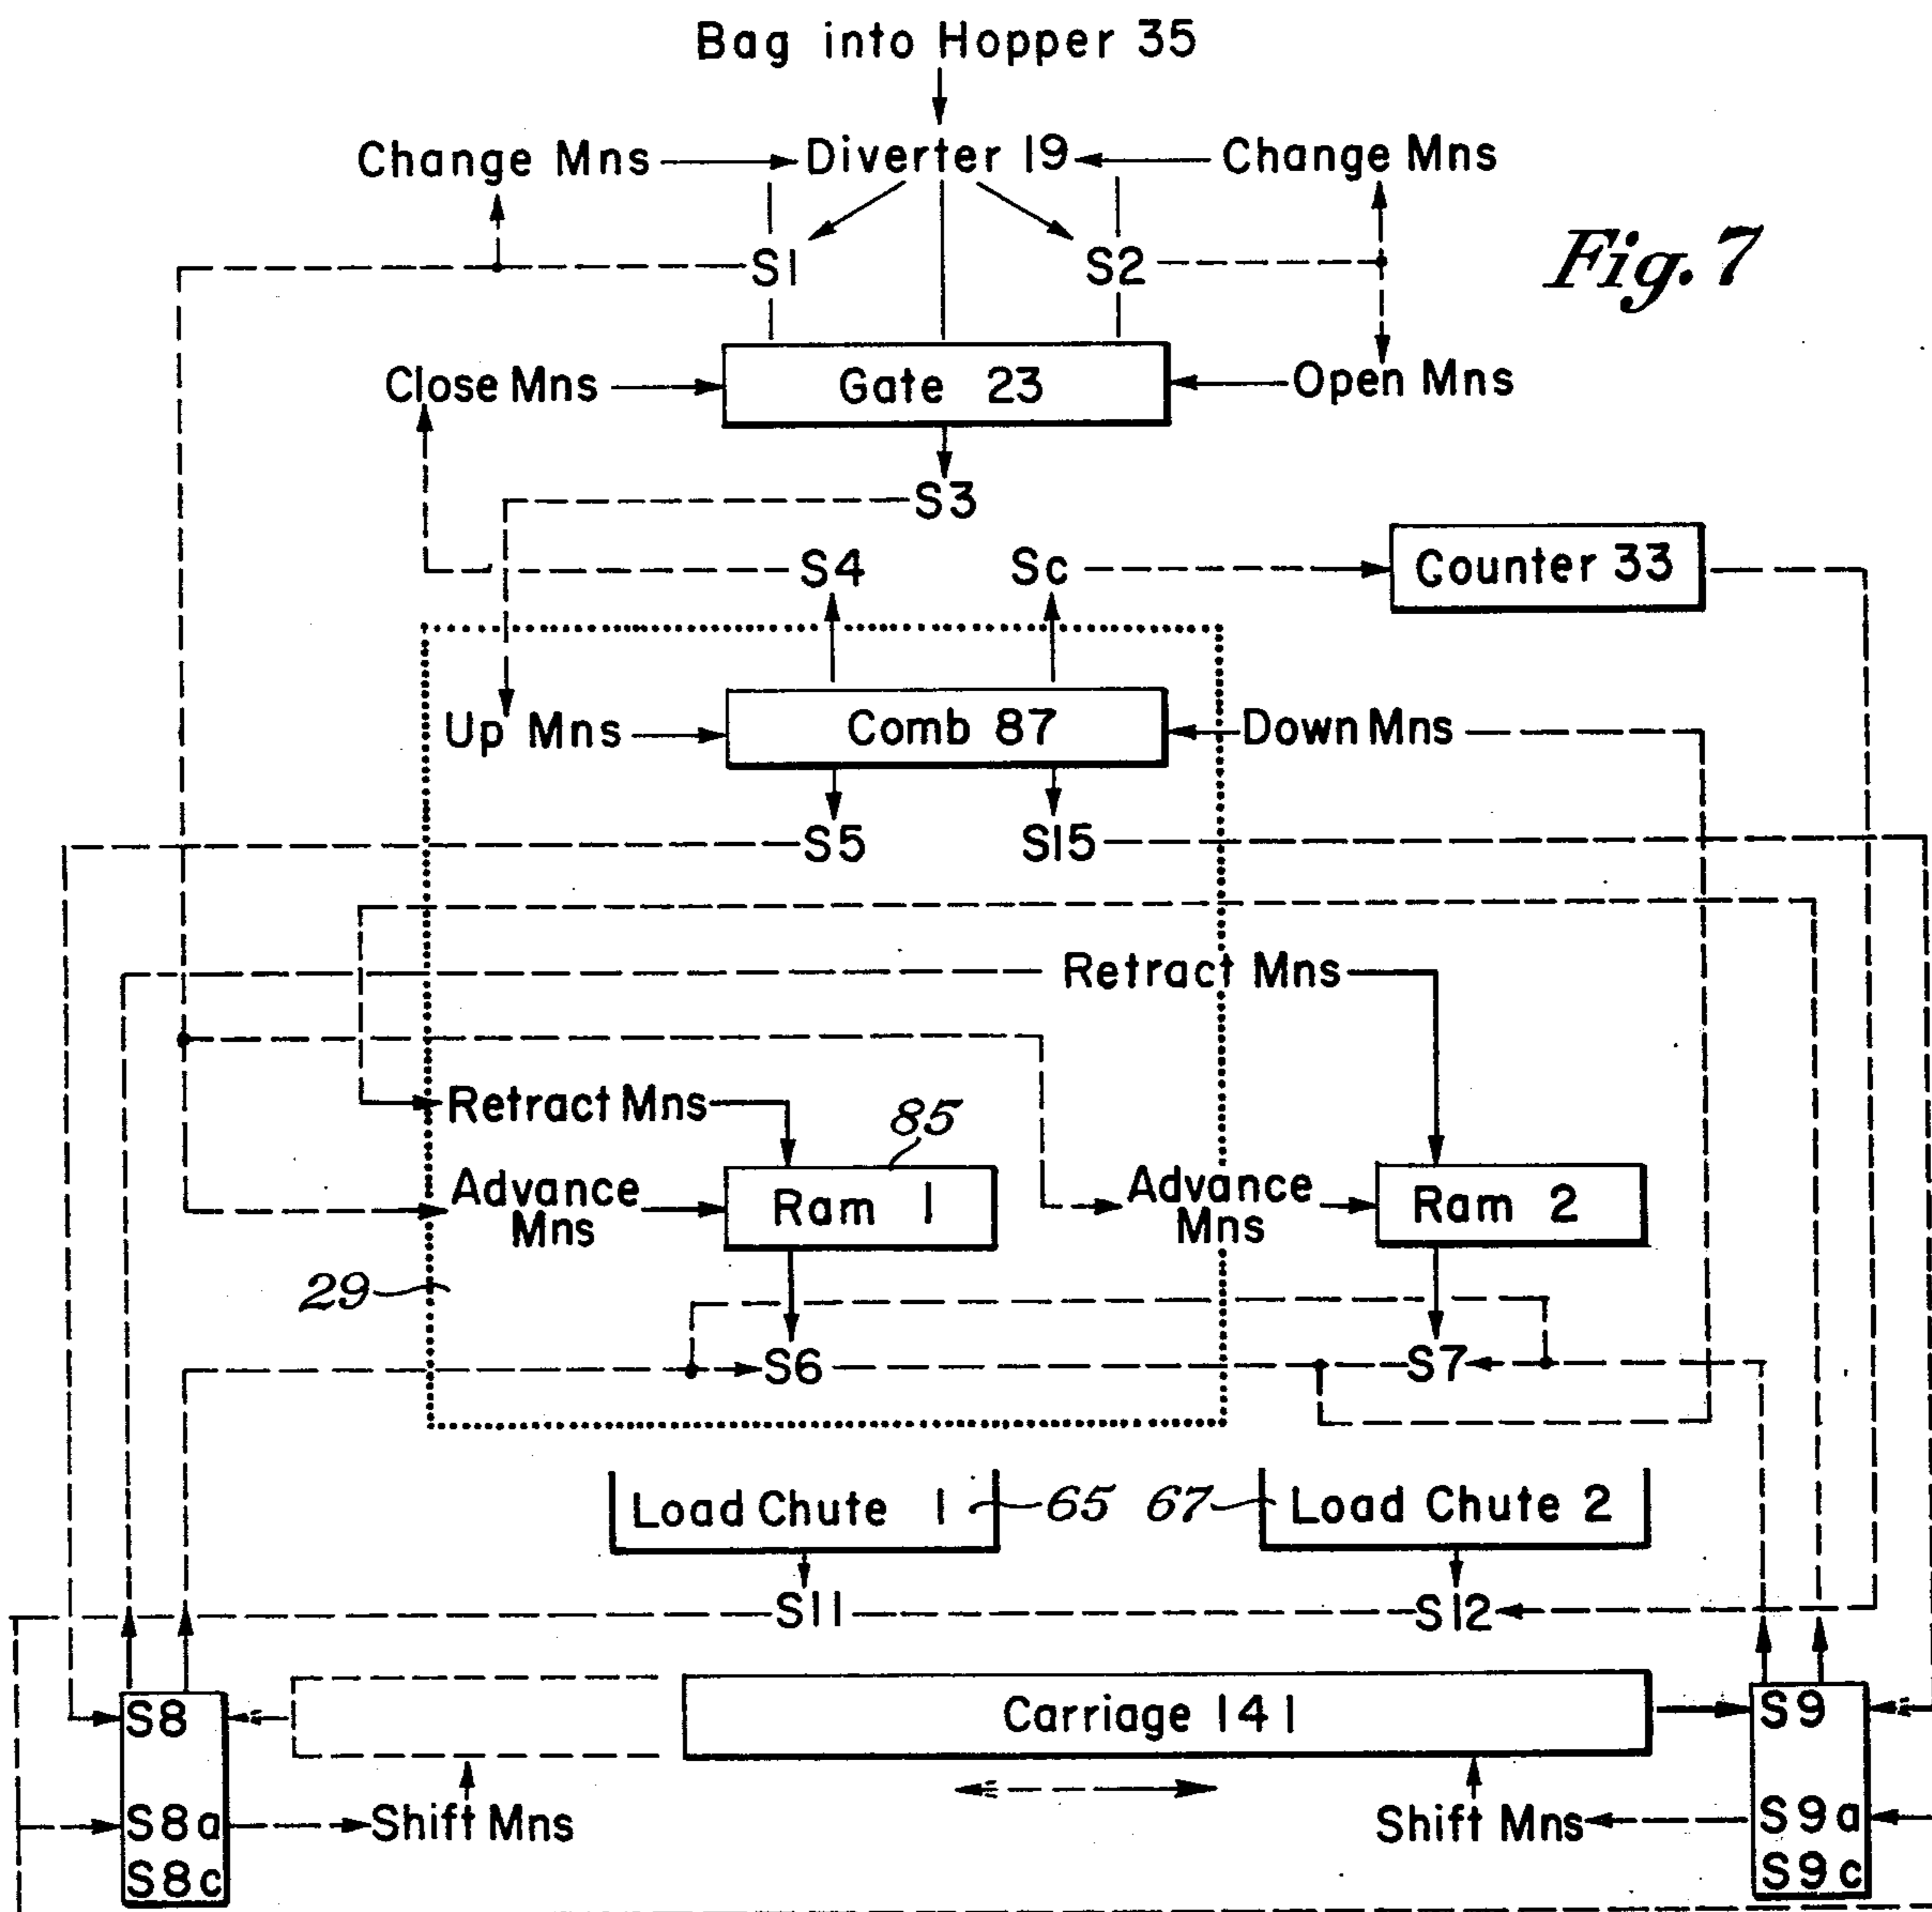 Bag into Hopper 35
Change Mns
Diverter 19
Change Mns
S1
S2
Fig. 7
Close Mns
Gate 23
Open Mns
S3
S4
Sc
Counter 33
Up Mns
Comb 87
Down Mns
S5
S15
Retract Mns
Retract Mns
85
Advance
Mns
Ram 1
Advance
Mns
Ram 2
29
S6
S7
Load Chute 1
65
67
Load Chute 2
S11
S12
S8
Carriage 141
S9
S8a
Shift Mns
Shift Mns
S9a
S8c
S9c